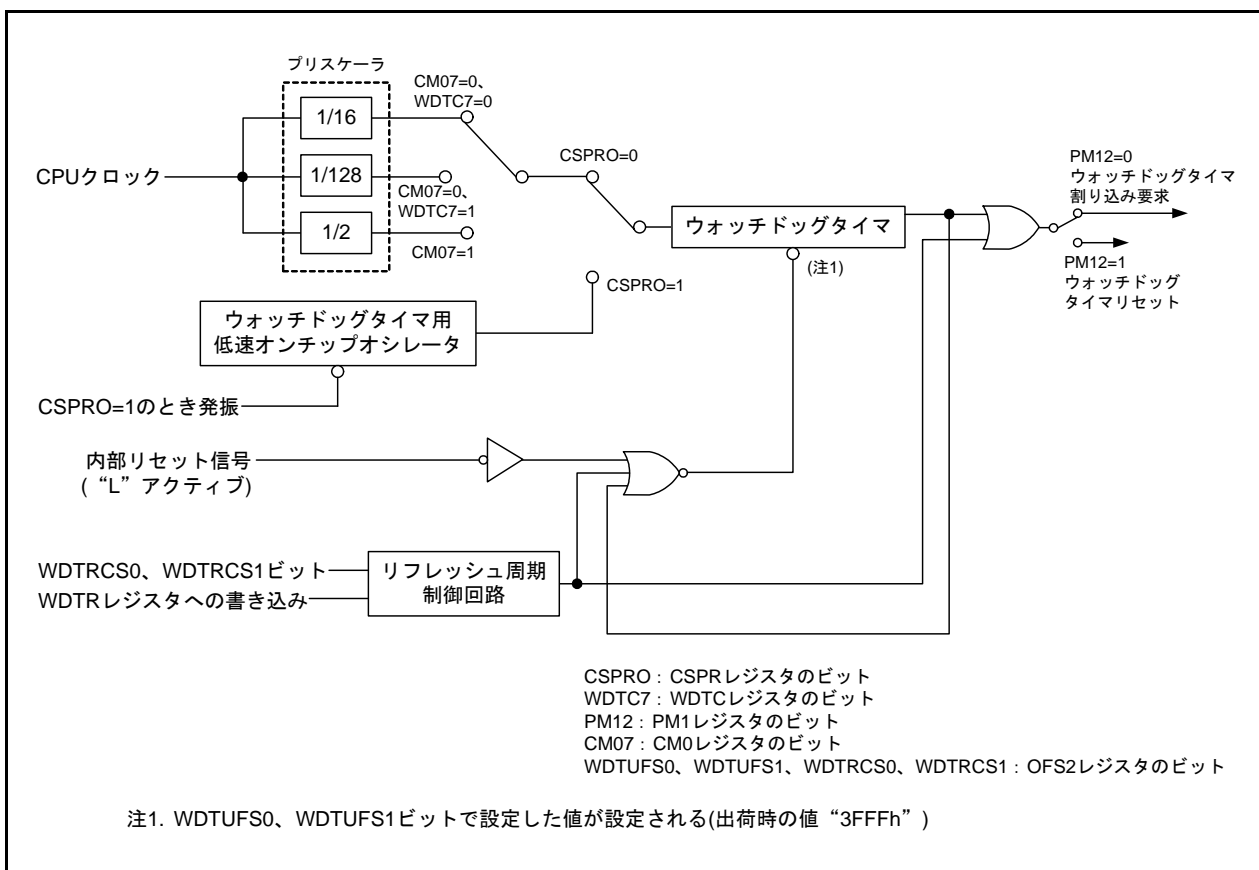 プリスケーラ
CM07=0、
WDTC7=0
1/16
CSPRO=0
PM12=0
ウォッチドッグタイマ
割り込み要求
CPUクロック
1/128
CM07=0、
WDTC7=1
1/2
CM07=1
ウォッチドッグタイマ
(注1)
PM12=1
ウォッチドッグ
タイマリセット
CSPRO=1
ウォッチドッグタイマ用
低速オンチップオシレータ
CSPRO=1のとき発振
内部リセット信号
( “L” アクティブ)
WDTRCS0、WDTRCS1ビット
WDTRレジスタへの書き込み
リフレッシュ周期
制御回路
CSPRO : CSPRレジスタのビット
WDTC7 : WDTCレジスタのビット
PM12 : PM1レジスタのビット
CM07 : CM0レジスタのビット
WDTUFS0、WDTUFS1、WDTRCS0、WDTRCS1 : OFS2レジスタのビット
注1. WDTUFS0、WDTUFS1ビットで設定した値が設定される(出荷時の値 “3FFFh” )